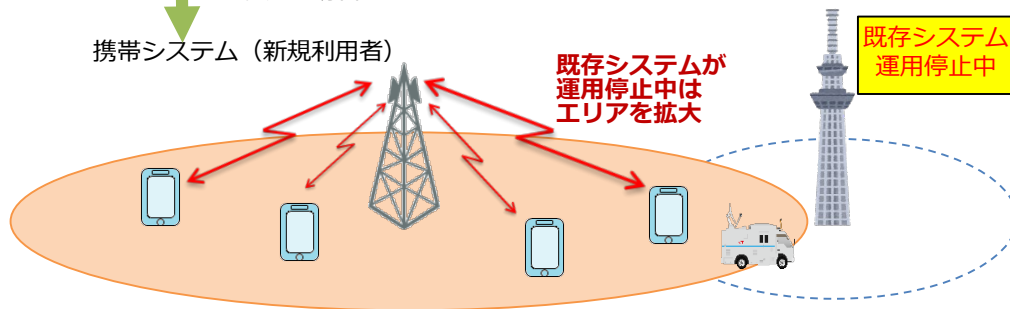 携帯システム（新規利用者）
既存システムが
運用停止中は
エリアを拡大
既存システム
運用停止中